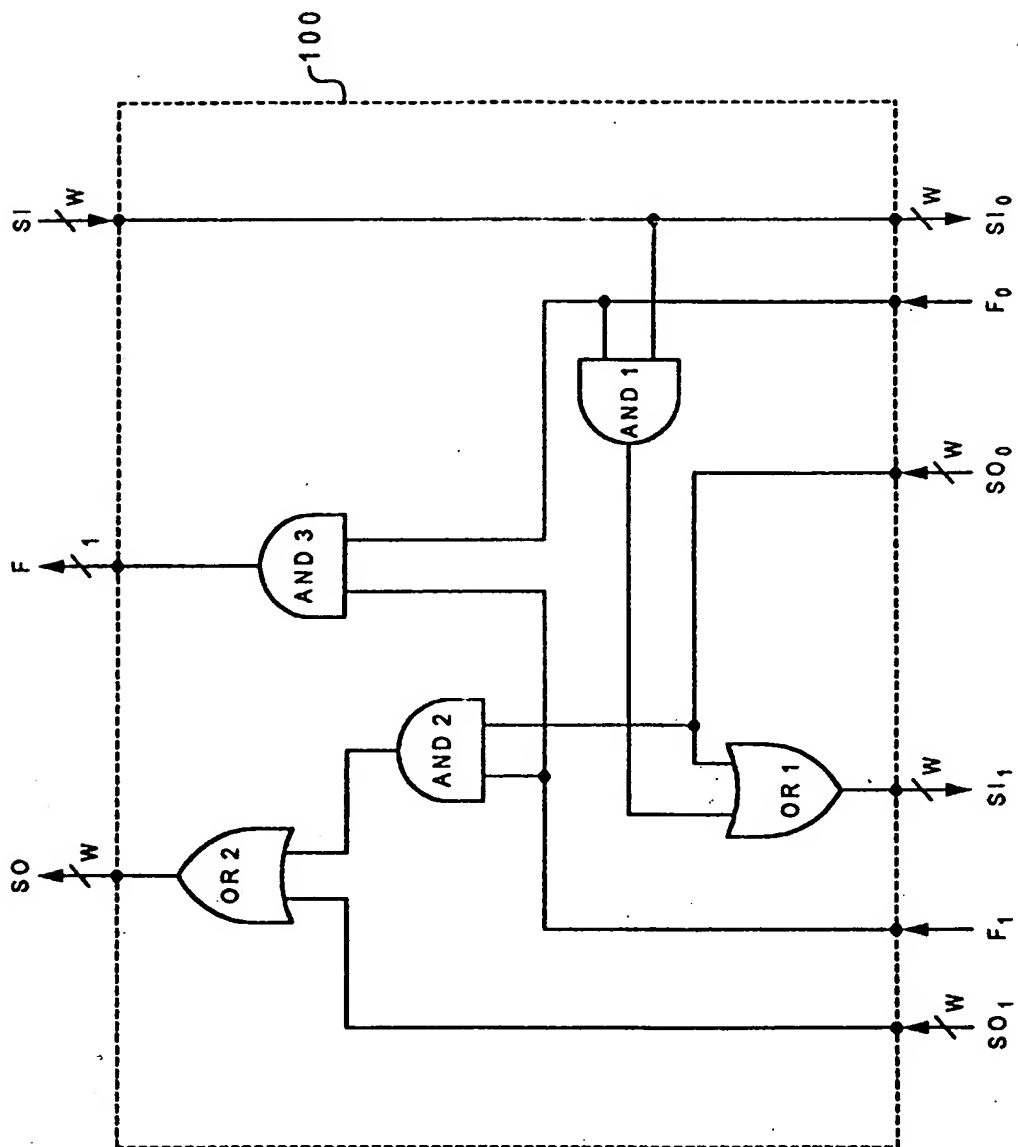 100
SI
W
F
1
SO
W
AND 3
AND 1
AND 2
OR 2
OR 1
W
SI₀
F₀
W
SO₀
W
SI₁
F₁
W
SO₁